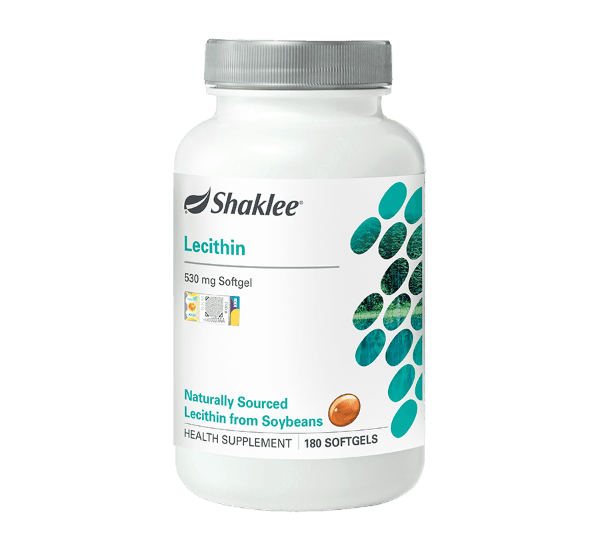 Shaklee®
Lecithin
530 mg Softgel
Naturally Sourced
Lecithin from Soybeans
HEALTH SUPPLEMENT | 180 SOFTGELS